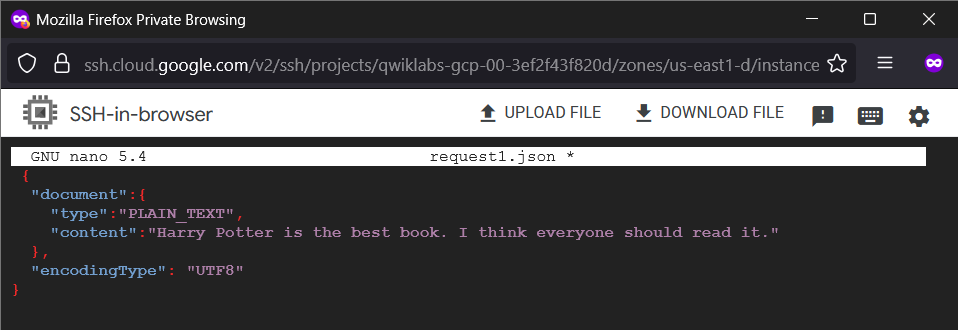 Mozilla Firefox Private Browsing
ssh.cloud.google.com/v2/ssh/projects/qwiklabs-gcp-00-3ef2f43f820d/zones/us-east1-d/instance
SSH-in-browser UPLOAD FILE DOWNLOAD FILE
GNU nano 5.4 request1.json *
{
"document":{
"type":"PLAIN_TEXT",
"content":"Harry Potter is the best book. I think everyone should read it."
},
"encodingType": "UTF8"
}